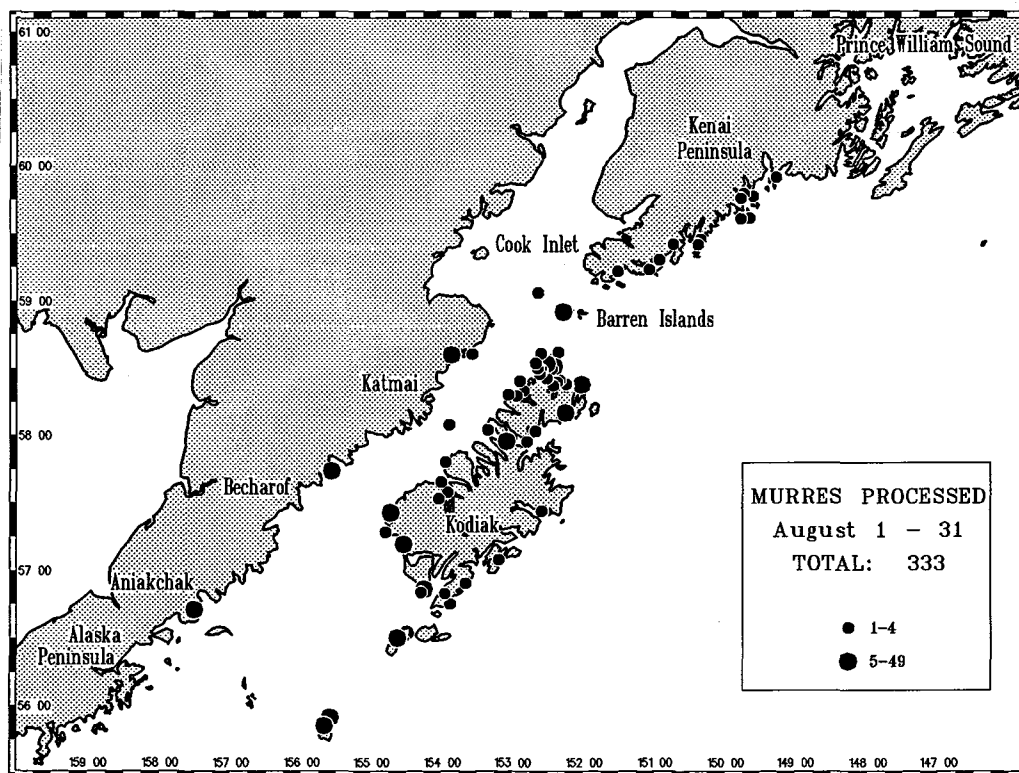 61 00
Prince William Sound
Kenai
Peninsula
60 00
Cook Inlet
59 00
Barren Islands
Katmai
58 00
Becharof
MURRES PROCESSED
August 1 - 31
TOTAL: 333
1-4
5-49
Kodiak
57 00
Aniakchak
Alaska
Peninsula
56 00
159 00 158 00 157 00 156 00 155 00 154 00 153 00 152 00 151 00 150 00 149 00 148 00 147 00